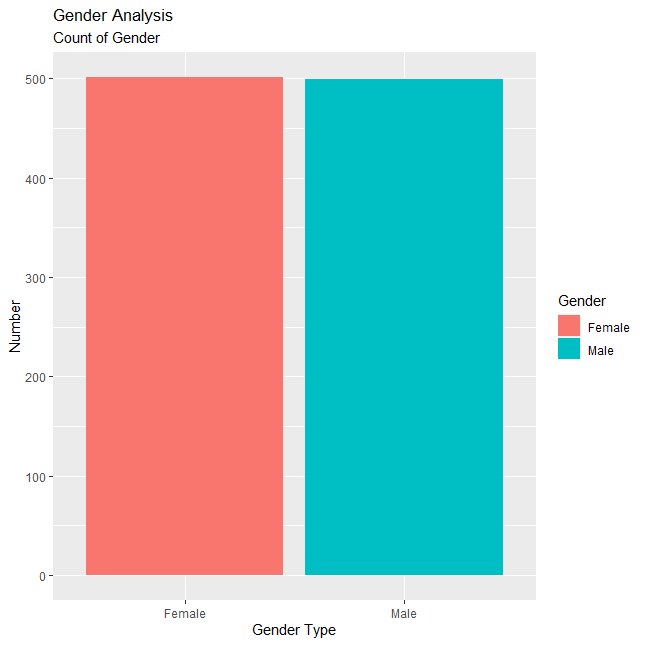 Gender Analysis
Count of Gender
500
400
300
200
100
0
Number
Female
Male
Gender Type
Gender
Female
Male